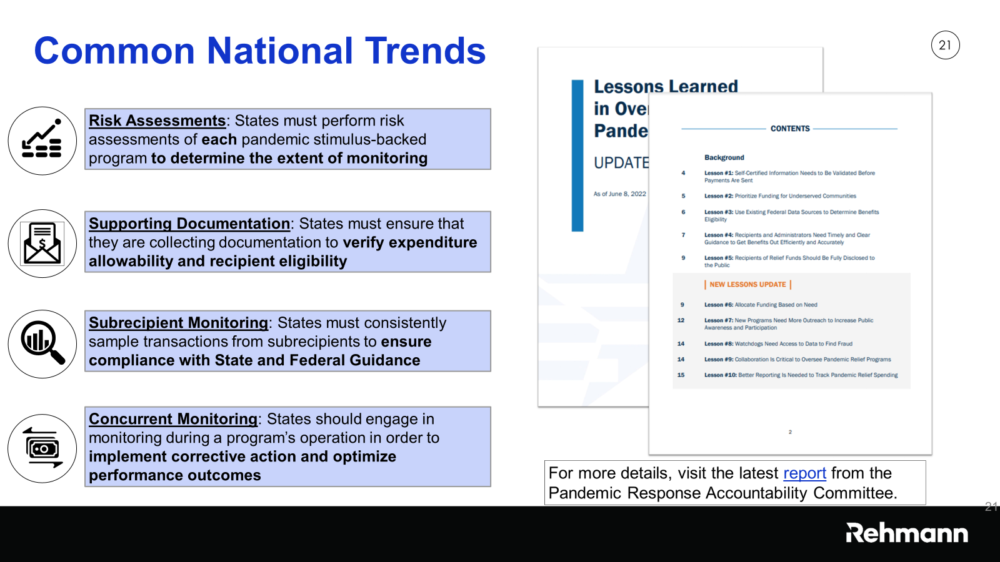 Common National Trends
21
Risk Assessments: States must perform risk
assessments of each pandemic stimulus-backed
program to determine the extent of monitoring
$
Supporting Documentation: States must ensure that
they are collecting documentation to verify expenditure
allowability and recipient eligibility
Subrecipient Monitoring: States must consistently
sample transactions from subrecipients to ensure
compliance with State and Federal Guidance
Concurrent Monitoring: States should engage in
monitoring during a program’s operation in order to
implement corrective action and optimize
performance outcomes
Lessons Learned
in Over
Pande
UPDATE
As of June 8, 2022
CONTENTS
Background
4 Lesson #1: Self-Certified Information Needs to Be Validated Before
Payments Are Sent
5 Lesson #2: Prioritize Funding for Underserved Communities
6 Lesson #3: Use Existing Federal Data Sources to Determine Benefits
Eligibility
7 Lesson #4: Recipients and Administrators Need Timely and Clear
Guidance to Get Benefits Out Efficiently and Accurately
9 Lesson #5: Recipients of Relief Funds Should Be Fully Disclosed to
the Public
NEW LESSONS UPDATE
9 Lesson #6: Allocate Funding Based on Need
12 Lesson #7: New Programs Need More Outreach to Increase Public
Awareness and Participation
14 Lesson #8: Watchdogs Need Access to Data to Find Fraud
14 Lesson #9: Collaboration Is Critical to Oversee Pandemic Relief Programs
15 Lesson #10: Better Reporting Is Needed to Track Pandemic Relief Spending
2
For more details, visit the latest report from the
Pandemic Response Accountability Committee.
21
Rehmann